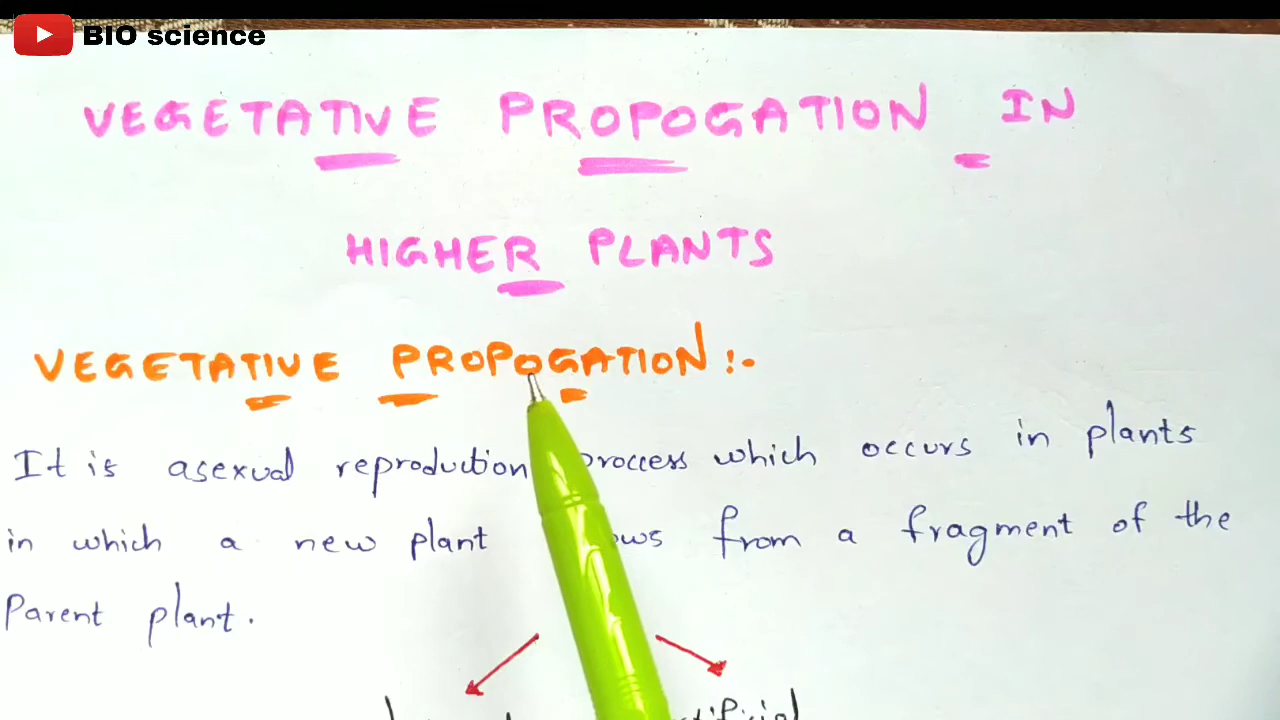 BIO science
VEGETATIVE PROPOGATION IN
HIGHER PLANTS
VEGETATIVE PROPOGATION :-
It is asexual reproduction proccess which occurs in plants
in which a new plant from a fragment of the
Parent plant.